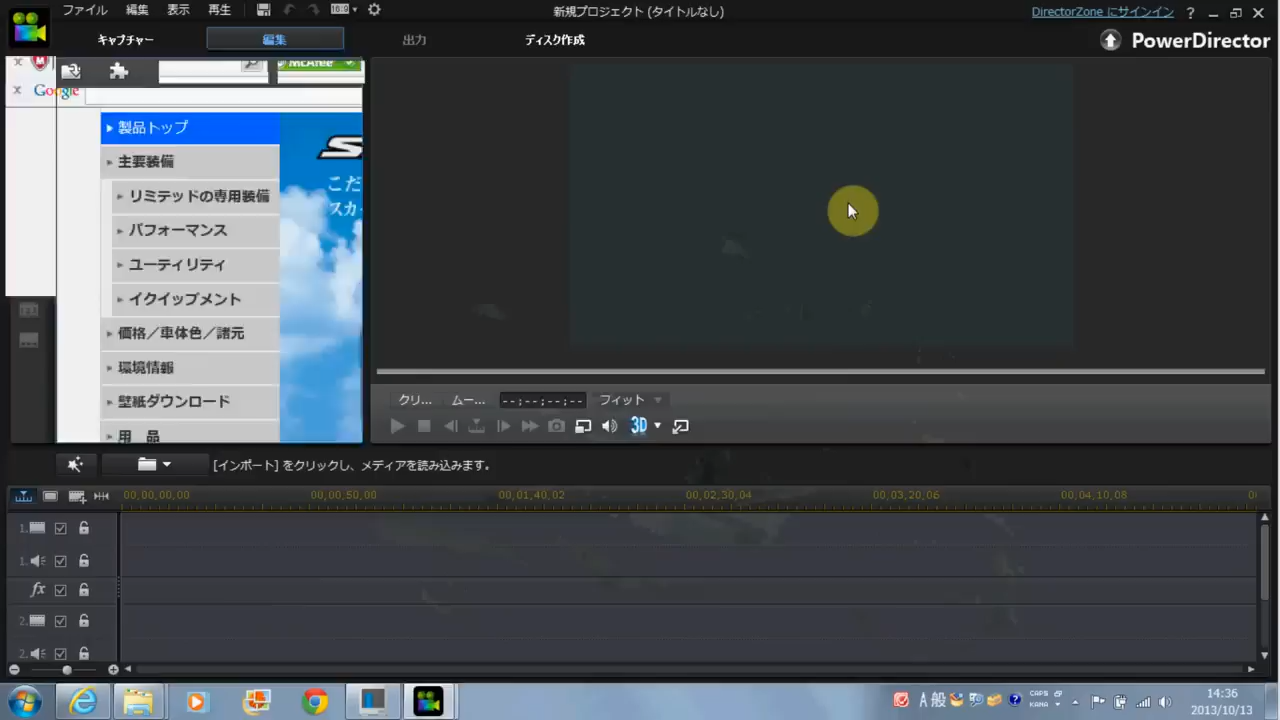 ファイル 編集 表示 再生 16:9 新規プロジェクト (タイトルなし) DirectorZone にサインイン ?
キャプチャー 編集 出力 ディスク作成 PowerDirector
McAfee
Google
製品トップ
主要装備
リミテッドの専用装備
パフォーマンス
ユーティリティ
イクイップメント
価格／車体色／諸元
環境情報
壁紙ダウンロード
用 品
こだ
スカイ
クリ... ムー... --;--;--;-- フィット
3D
[インポート] をクリックし、メディアを読み込みます。
00,00,00,00 00,00,50,00 00,01,40,02 00,02,30,04 00,03,20,06 00,04,10,08
1.
1.
fx
2.
2.
A 般 CAPS KANA 14:36
2013/10/13